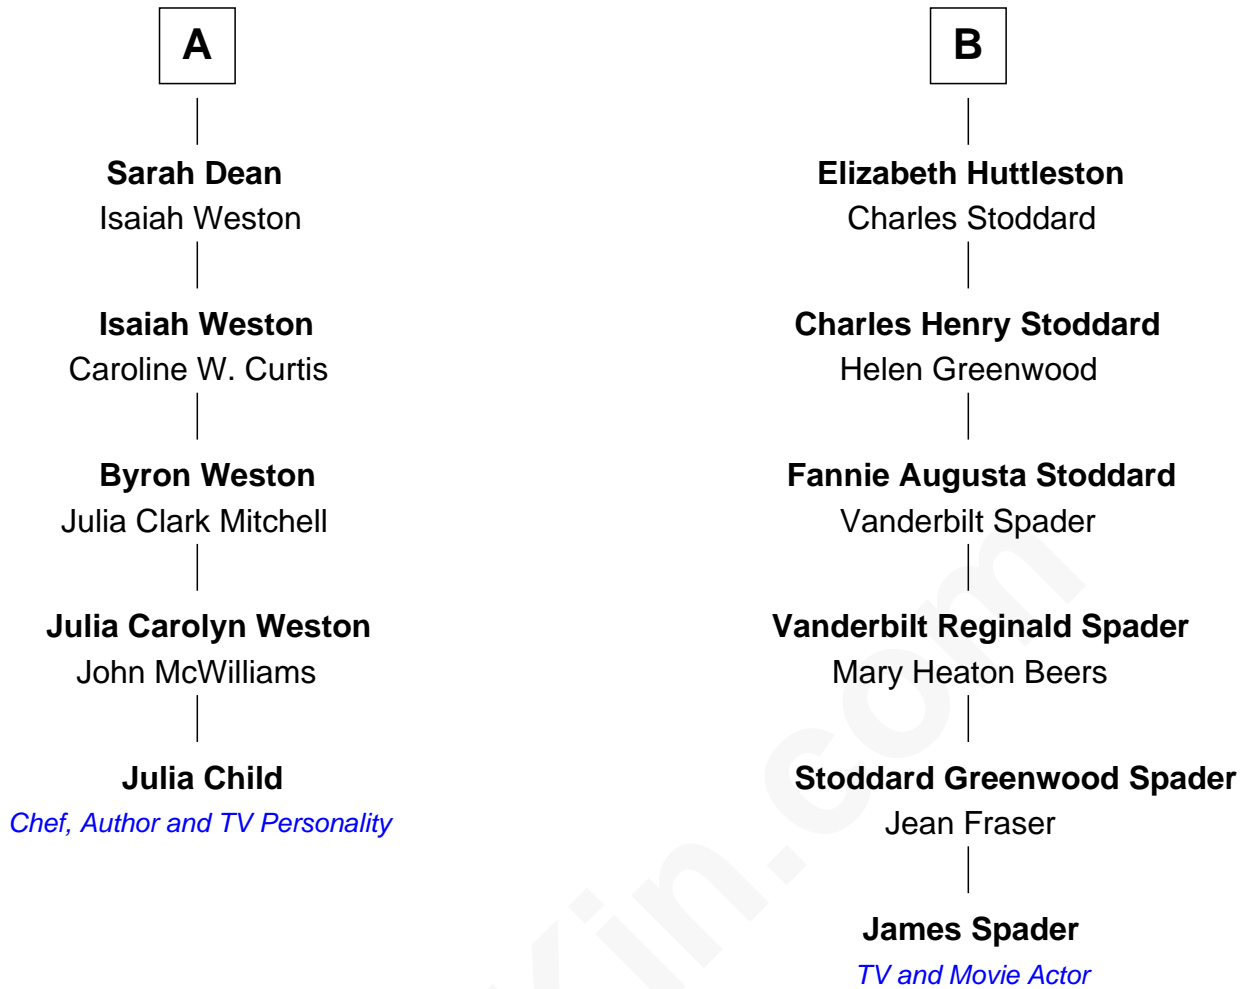 A
Sarah Dean
Isaiah Weston
Isaiah Weston
Caroline W. Curtis
Byron Weston
Julia Clark Mitchell
Julia Carolyn Weston
John McWilliams
Julia Child
Chef, Author and TV Personality
B
Elizabeth Huttleston
Charles Stoddard
Charles Henry Stoddard
Helen Greenwood
Fannie Augusta Stoddard
Vanderbilt Spader
Vanderbilt Reginald Spader
Mary Heaton Beers
Stoddard Greenwood Spader
Jean Fraser
James Spader
TV and Movie Actor
Kin.com